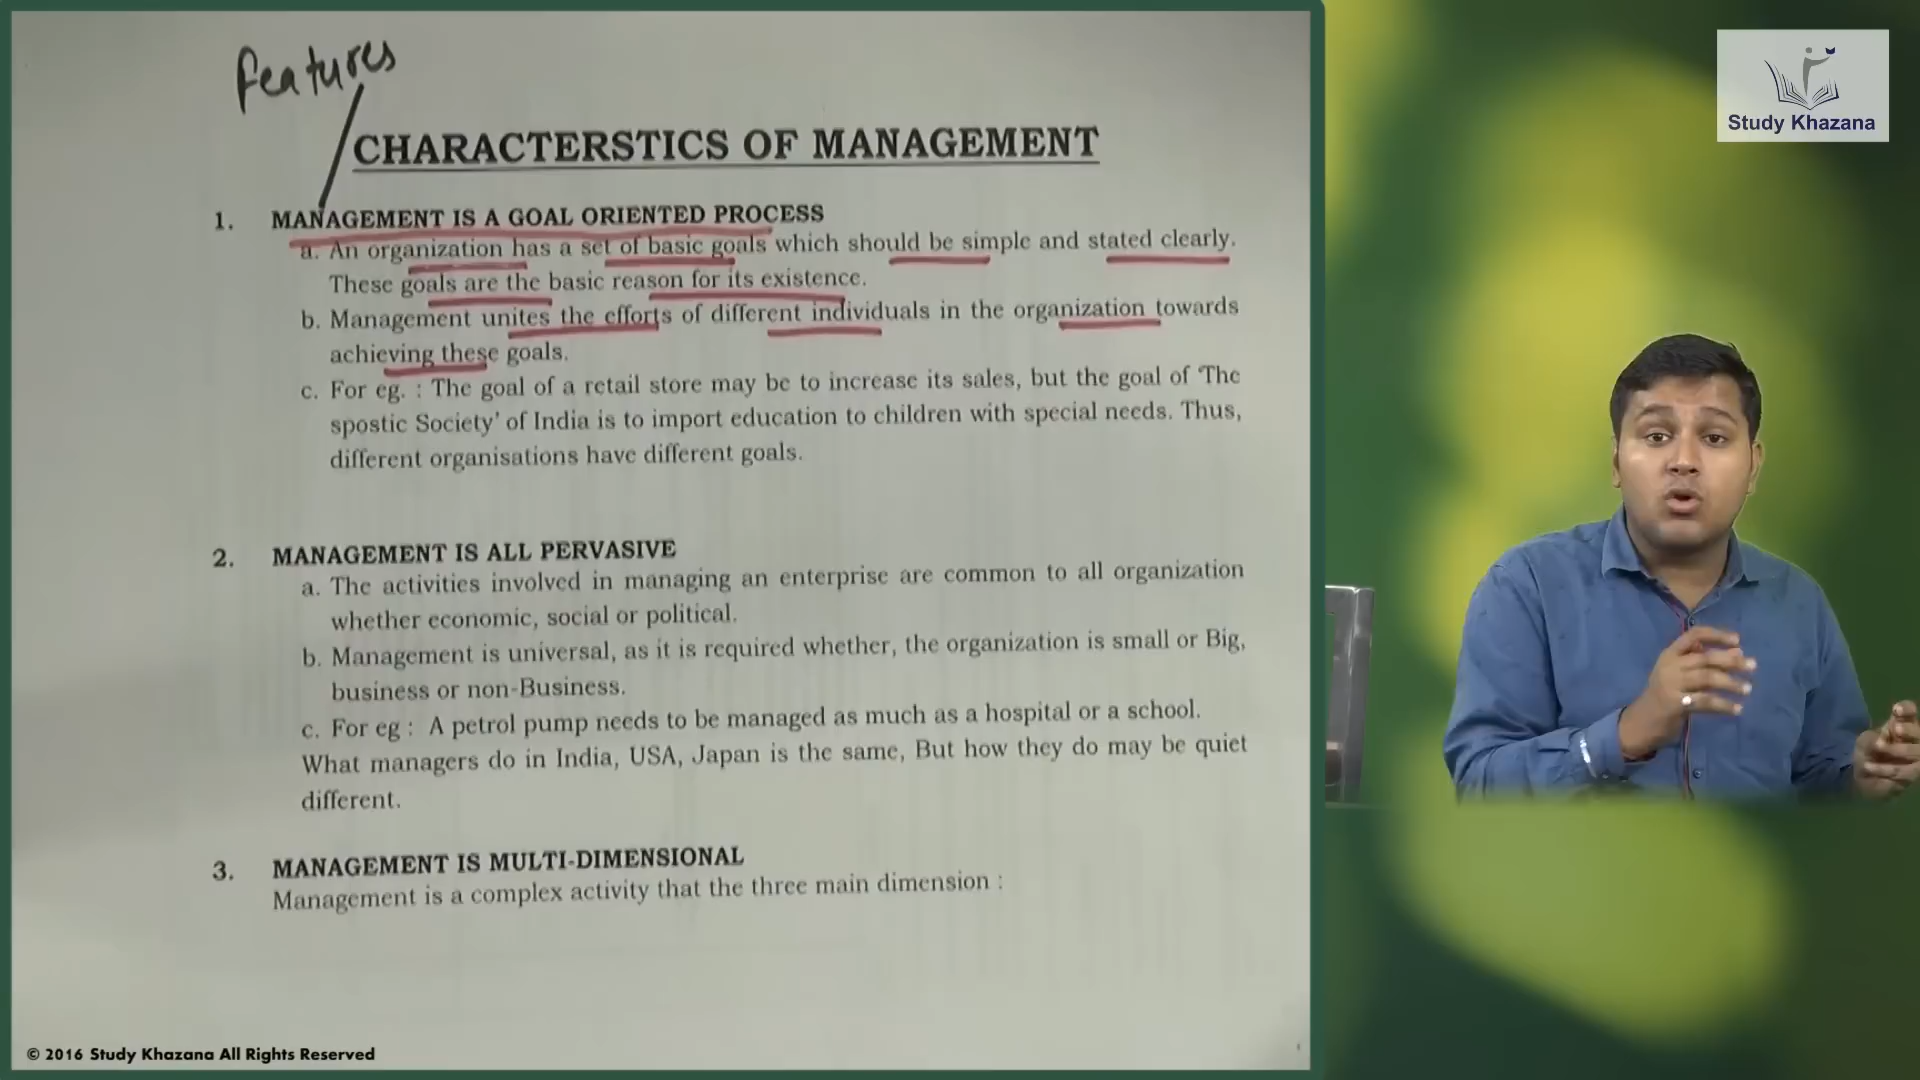 Features
Study Khazana
CHARACTERSTICS OF MANAGEMENT
1. MANAGEMENT IS A GOAL ORIENTED PROCESS
a. An organization has a set of basic goals which should be simple and stated clearly.
These goals are the basic reason for its existence.
b. Management unites the efforts of different individuals in the organization towards
achieving these goals.
c. For eg. : The goal of a retail store may be to increase its sales, but the goal of 'The
spostic Society' of India is to import education to children with special needs. Thus,
different organisations have different goals.
2. MANAGEMENT IS ALL PERVASIVE
a. The activities involved in managing an enterprise are common to all organization
whether economic, social or political.
b. Management is universal, as it is required whether, the organization is small or Big,
business or non-Business.
c. For eg : A petrol pump needs to be managed as much as a hospital or a school.
What managers do in India, USA, Japan is the same, But how they do may be quiet
different.
3. MANAGEMENT IS MULTI-DIMENSIONAL
Management is a complex activity that the three main dimension :
© 2016 Study Khazana All Rights Reserved